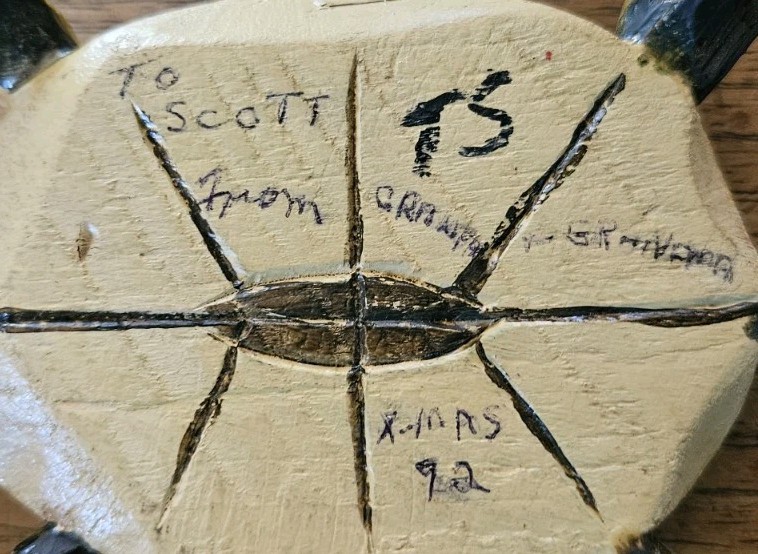 TO
SCOTT
TS
From
GRAMPA + GRANDMA
X-MAS
92